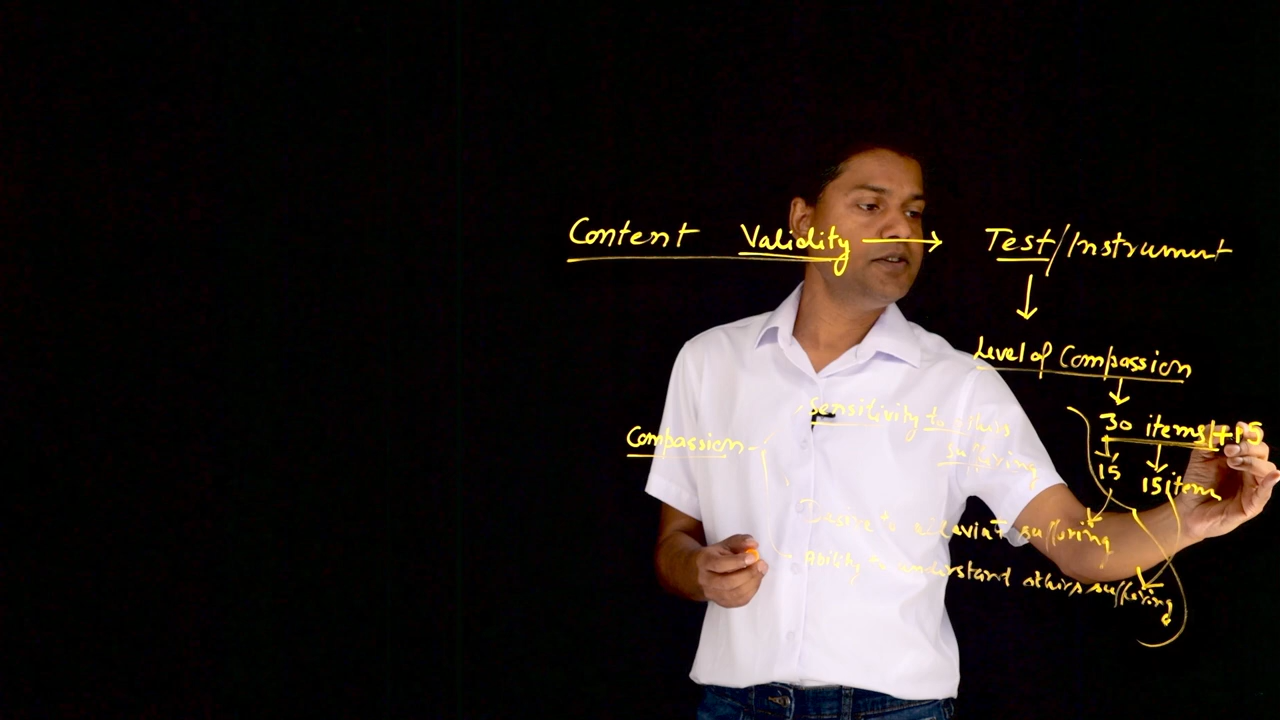 Content Validity → Test/Instrument
Level of Compassion
30 items/+15
15 15 item
Compassion
Sensitivity to others
suffering
Desire to alleviat suffering
Ability to understand others suffering